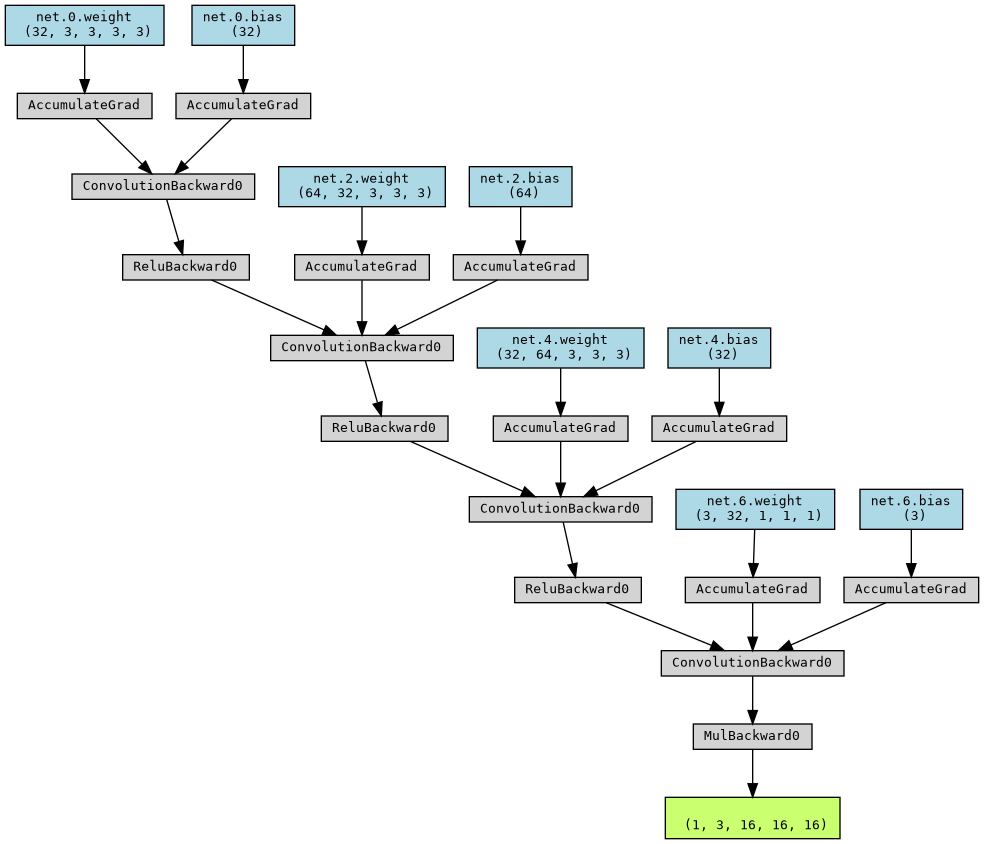 net.0.weight
(32, 3, 3, 3, 3)
net.0.bias
(32)
AccumulateGrad
AccumulateGrad
ConvolutionBackward0
net.2.weight
(64, 32, 3, 3, 3)
net.2.bias
(64)
ReluBackward0
AccumulateGrad
AccumulateGrad
ConvolutionBackward0
net.4.weight
(32, 64, 3, 3, 3)
net.4.bias
(32)
ReluBackward0
AccumulateGrad
AccumulateGrad
ConvolutionBackward0
net.6.weight
(3, 32, 1, 1, 1)
net.6.bias
(3)
ReluBackward0
AccumulateGrad
AccumulateGrad
ConvolutionBackward0
MulBackward0
(1, 3, 16, 16, 16)